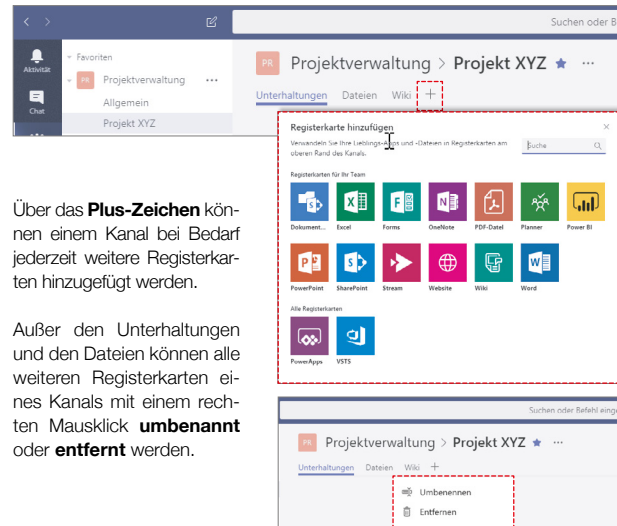 Suchen oder B
Aktivität
Chat
Favoriten
PR Projektverwaltung ...
Allgemein
Projekt XYZ
PR Projektverwaltung > Projekt XYZ ...
Unterhaltungen Dateien Wiki +
Registerkarte hinzufügen
Verwandeln Sie Ihre Lieblings-Apps und -Dateien in Registerkarten am
oberen Rand des Kanals.
Suche
Registerkarten für Ihr Team
Dokument... Excel Forms OneNote PDF-Datei Planner Power BI
PowerPoint SharePoint Stream Website Wiki Word
Alle Registerkarten
PowerApps VSTS
Über das Plus-Zeichen kön-
nen einem Kanal bei Bedarf
jederzeit weitere Registerkar-
ten hinzugefügt werden.
Außer den Unterhaltungen
und den Dateien können alle
weiteren Registerkarten ei-
nes Kanals mit einem rech-
ten Mausklick umbenannt
oder entfernt werden.
Suchen oder Befehl einge
PR Projektverwaltung > Projekt XYZ ...
Unterhaltungen Dateien Wiki +
Umbenennen
Entfernen